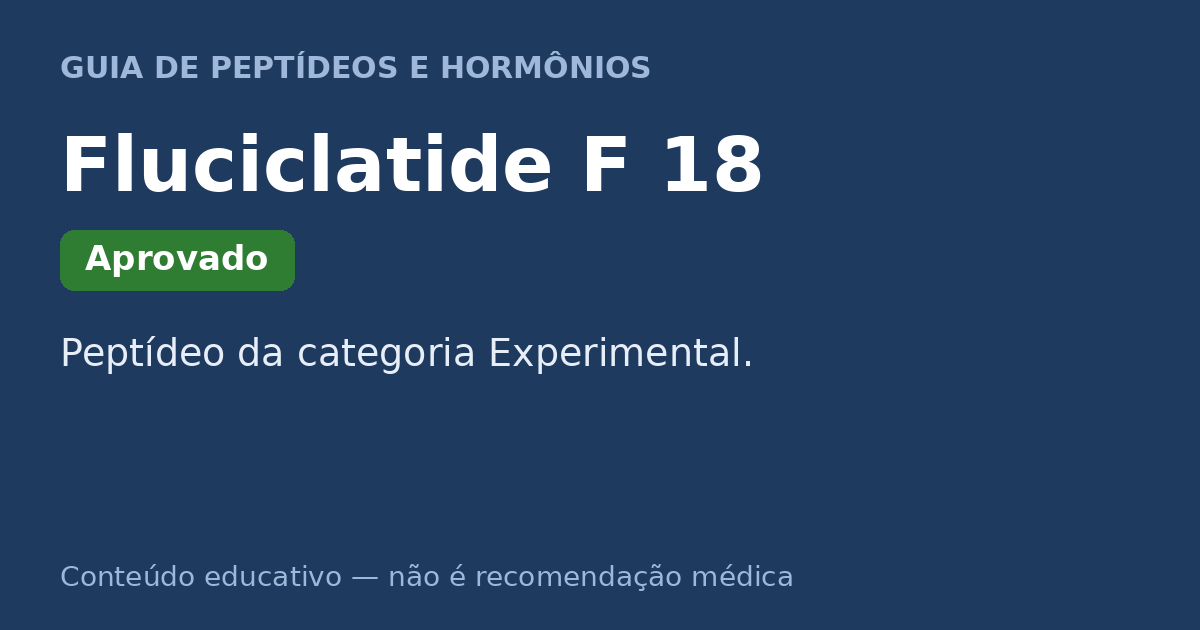 GUIA DE PEPTÍDEOS E HORMÔNIOS
Fluciclatide F 18
Aprovado
Peptídeo da categoria Experimental.
Conteúdo educativo — não é recomendação médica